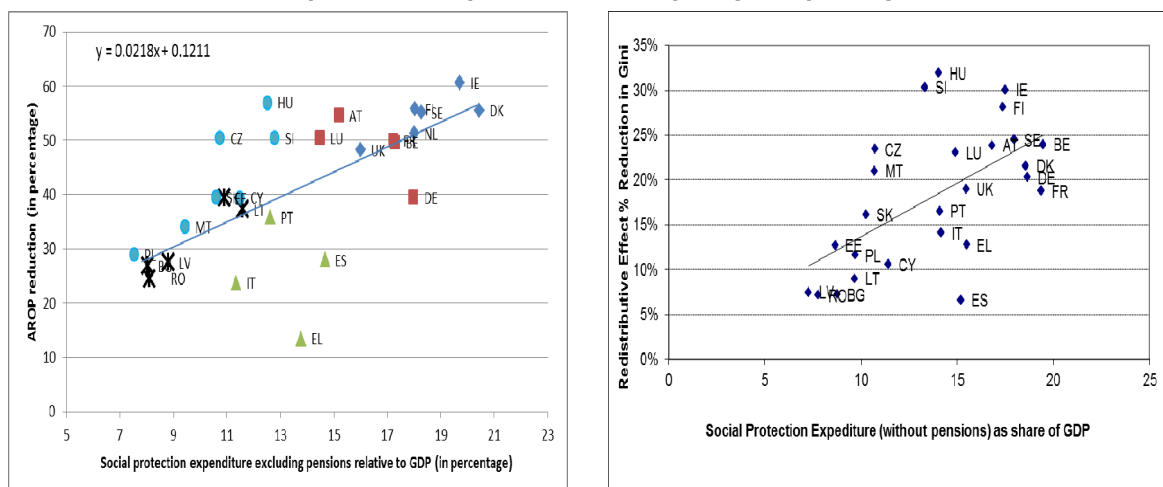 y = 0.0218x + 0.1211
AROP reduction (in percentage)
70
60
50
40
30
20
10
0
IE
HU
AT
SE
DK
CZ
SI
LU
NL
BE
UK
CY
DE
LT
PT
MT
LV
ES
RO
IT
EL
5 7 9 11 13 15 17 19 21 23
Social protection expenditure excluding pensions relative to GDP (in percentage)
Redistributive Effect % Reduction in Gini
35%
30%
25%
20%
15%
10%
5%
0%
HU
SI
IE
FI
SE
BE
CZ
LU
AT
MT
DK
DE
UK
FR
SK
PT
IT
EE
EL
PL
CY
LT
LV
RO
BG
ES
0 5 10 15 20 25
Social Protection Expediture (without pensions) as share of GDP